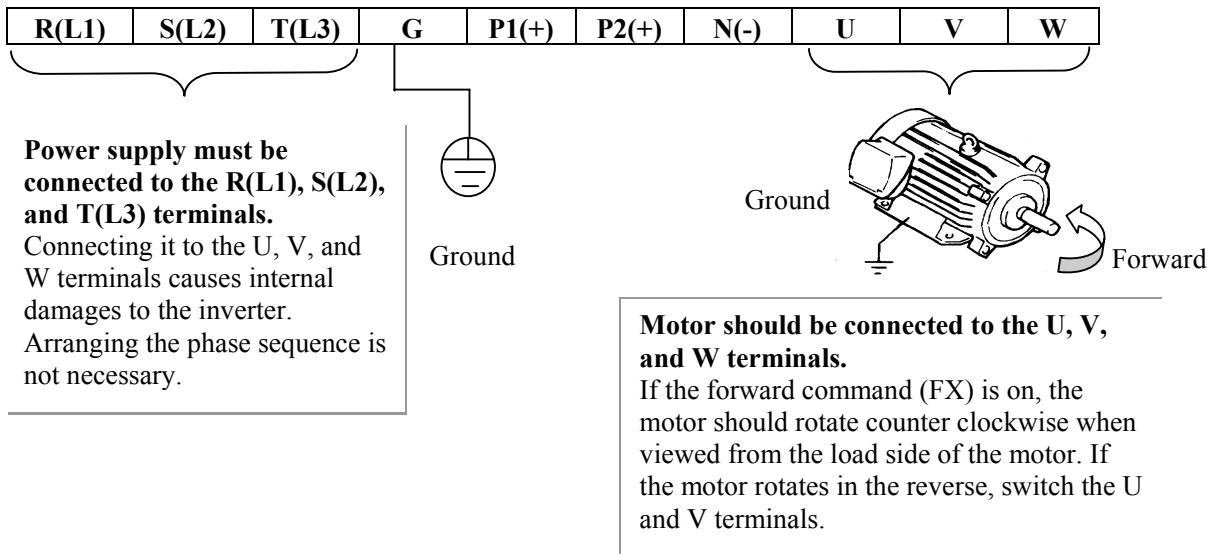 R(L1) S(L2) T(L3) G P1(+) P2(+) N(-) U V W
Power supply must be
connected to the R(L1), S(L2),
and T(L3) terminals.
Connecting it to the U, V, and
W terminals causes internal
damages to the inverter.
Arranging the phase sequence is
not necessary.
Ground
Ground
Forward
Motor should be connected to the U, V,
and W terminals.
If the forward command (FX) is on, the
motor should rotate counter clockwise when
viewed from the load side of the motor. If
the motor rotates in the reverse, switch the U
and V terminals.